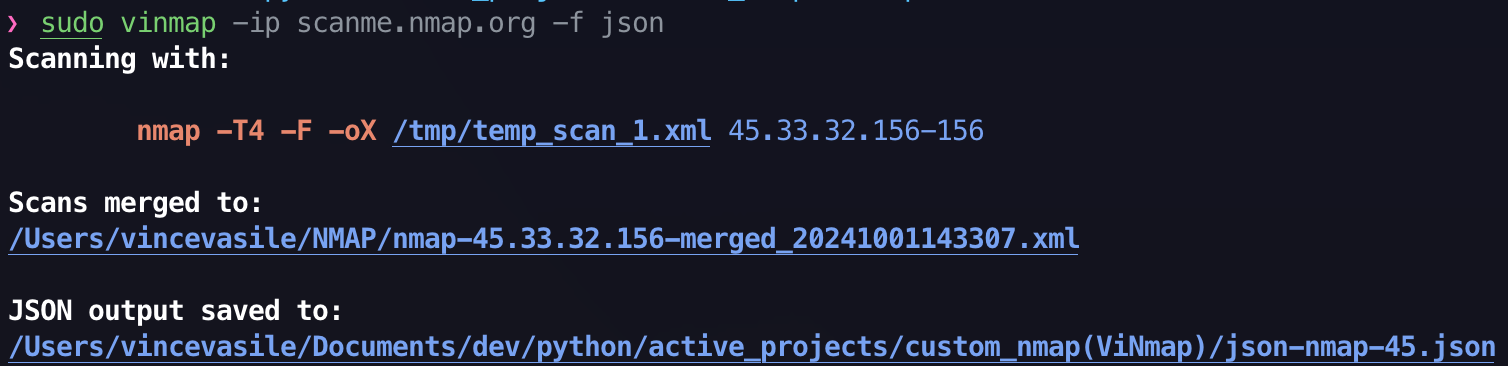 ❯ sudo vinmap -ip scanme.nmap.org -f json
Scanning with:
nmap -T4 -F -oX /tmp/temp_scan_1.xml 45.33.32.156-156
Scans merged to:
/Users/vincevasile/NMAP/nmap-45.33.32.156-merged_20241001143307.xml
JSON output saved to:
/Users/vincevasile/Documents/dev/python/active_projects/custom_nmap(ViNmap)/json-nmap-45.json